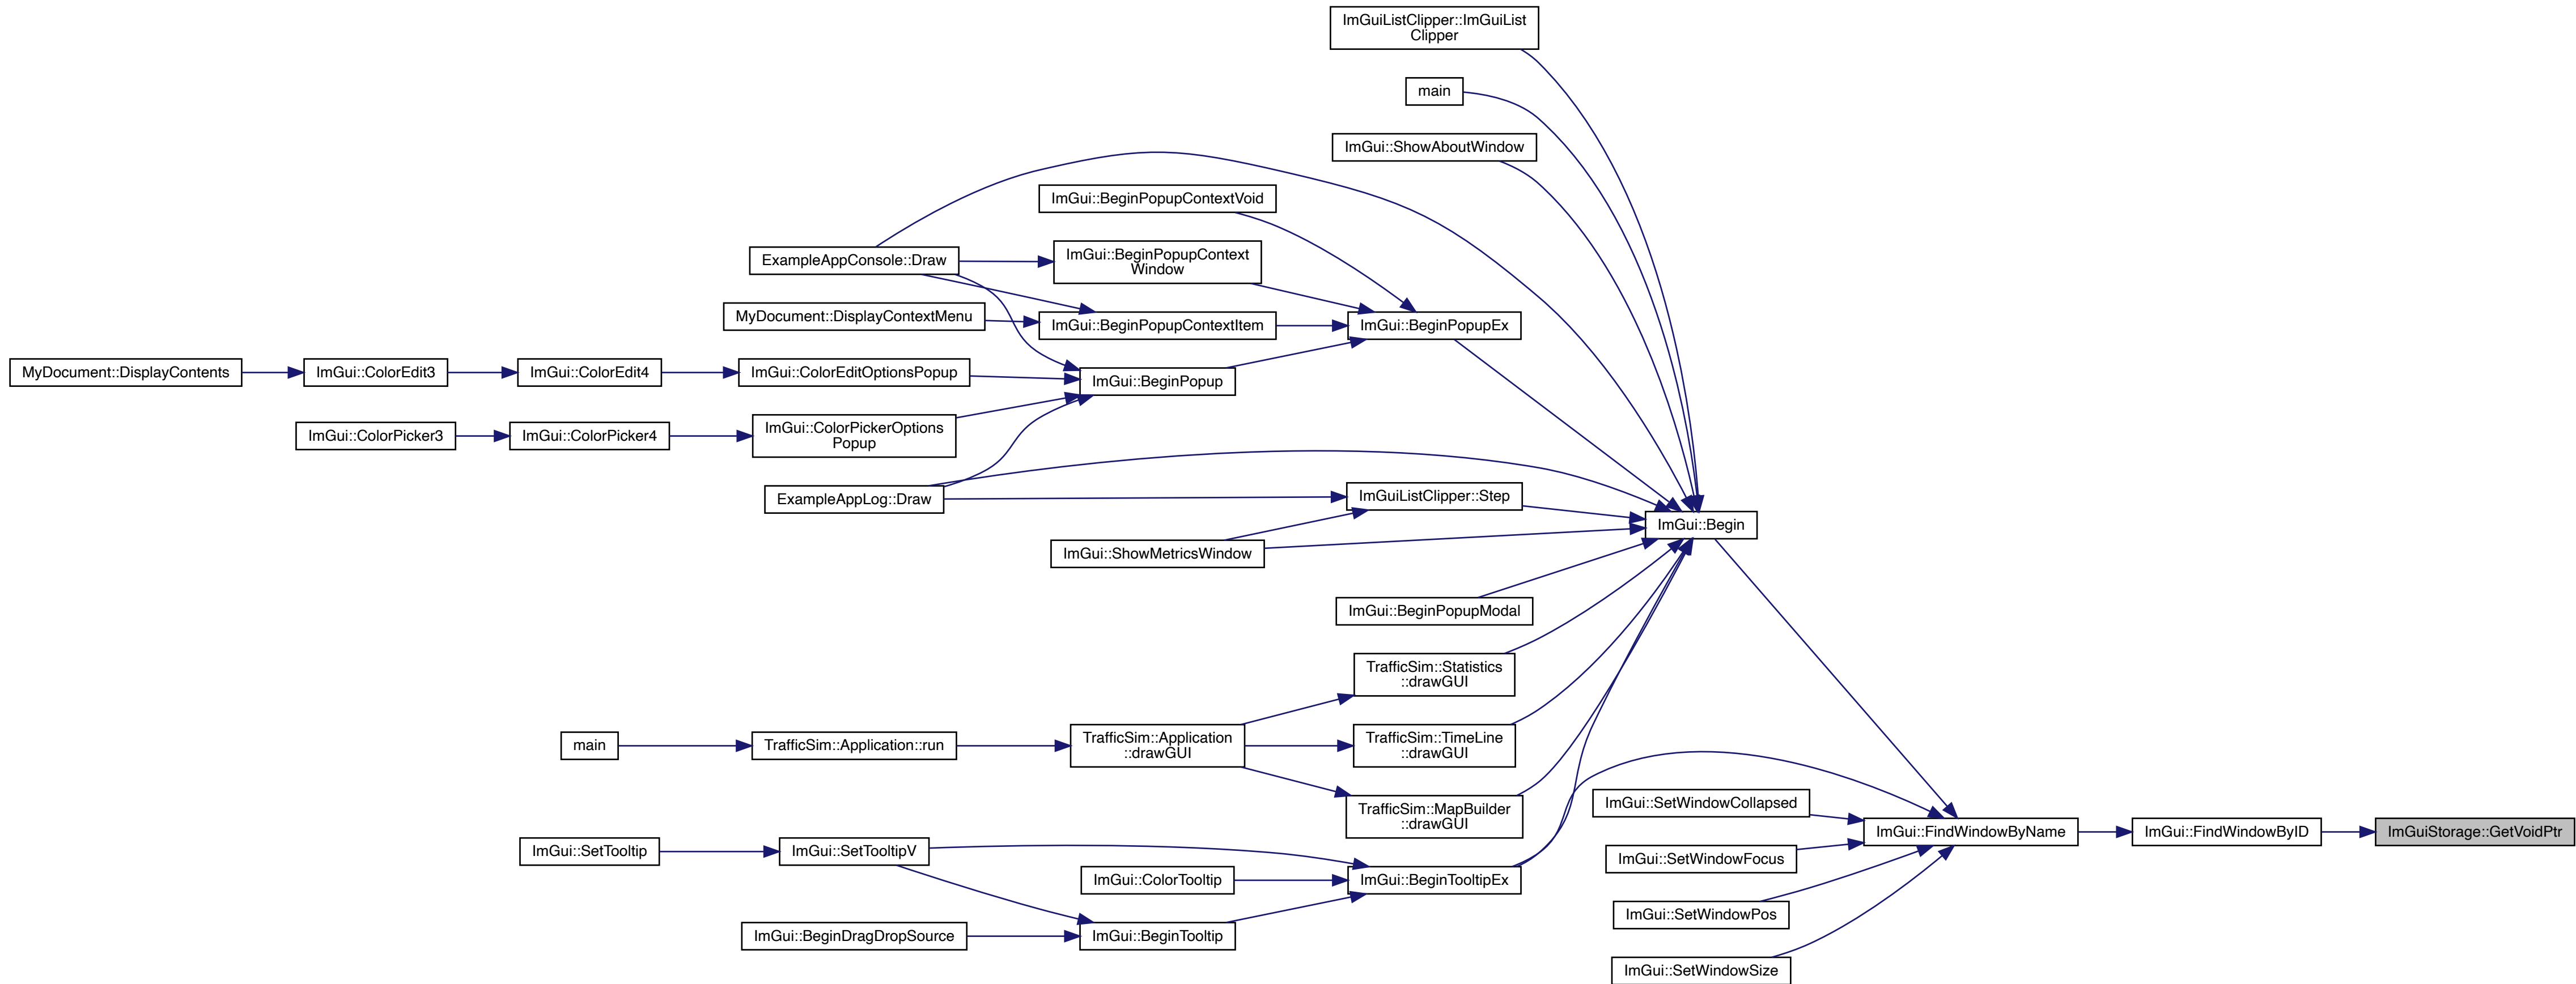 ImGuiListClipper::ImGuiList
Clipper
main
ImGui::ShowAboutWindow
ImGui::BeginPopupContextVoid
ExampleAppConsole::Draw
ImGui::BeginPopupContext
Window
MyDocument::DisplayContextMenu
ImGui::BeginPopupContextItem
ImGui::BeginPopupEx
MyDocument::DisplayContents
ImGui::ColorEdit3
ImGui::ColorEdit4
ImGui::ColorEditOptionsPopup
ImGui::BeginPopup
ImGui::ColorPicker3
ImGui::ColorPicker4
ImGui::ColorPickerOptions
Popup
ExampleAppLog::Draw
ImGuiListClipper::Step
ImGui::Begin
ImGui::ShowMetricsWindow
ImGui::BeginPopupModal
TrafficSim::Statistics
::drawGUI
main
TrafficSim::Application::run
TrafficSim::Application
::drawGUI
TrafficSim::TimeLine
::drawGUI
TrafficSim::MapBuilder
::drawGUI
ImGui::SetWindowCollapsed
ImGui::FindWindowByName
ImGui::FindWindowByID
ImGuiStorage::GetVoidPtr
ImGui::SetTooltip
ImGui::SetTooltipV
ImGui::SetWindowFocus
ImGui::ColorTooltip
ImGui::BeginTooltipEx
ImGui::SetWindowPos
ImGui::BeginDragDropSource
ImGui::BeginTooltip
ImGui::SetWindowSize